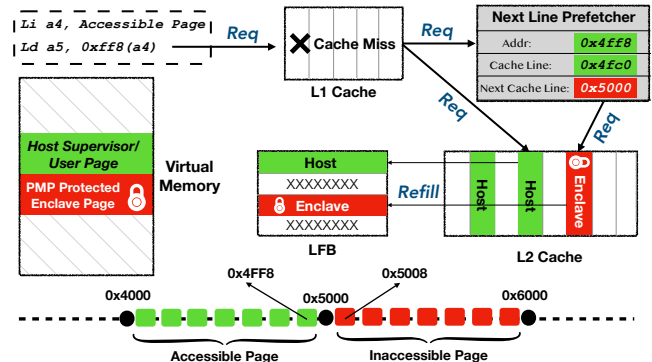 Li a4, Accessible Page
Ld a5, 0xff8(a4)
Req
Cache Miss
L1 Cache
Req
Next Line Prefetcher
Addr: 0x4ff8
Cache Line: 0x4fc0
Next Cache Line: 0x5000
Req
Req
Host Supervisor/
User Page
PMP Protected
Enclave Page
Virtual
Memory
Host
XXXXXXXX
Enclave
XXXXXXXX
LFB
Refill
Host
Host
Enclave
L2 Cache
0x4FF8
0x5008
0x4000
0x5000
0x6000
Accessible Page
Inaccessible Page